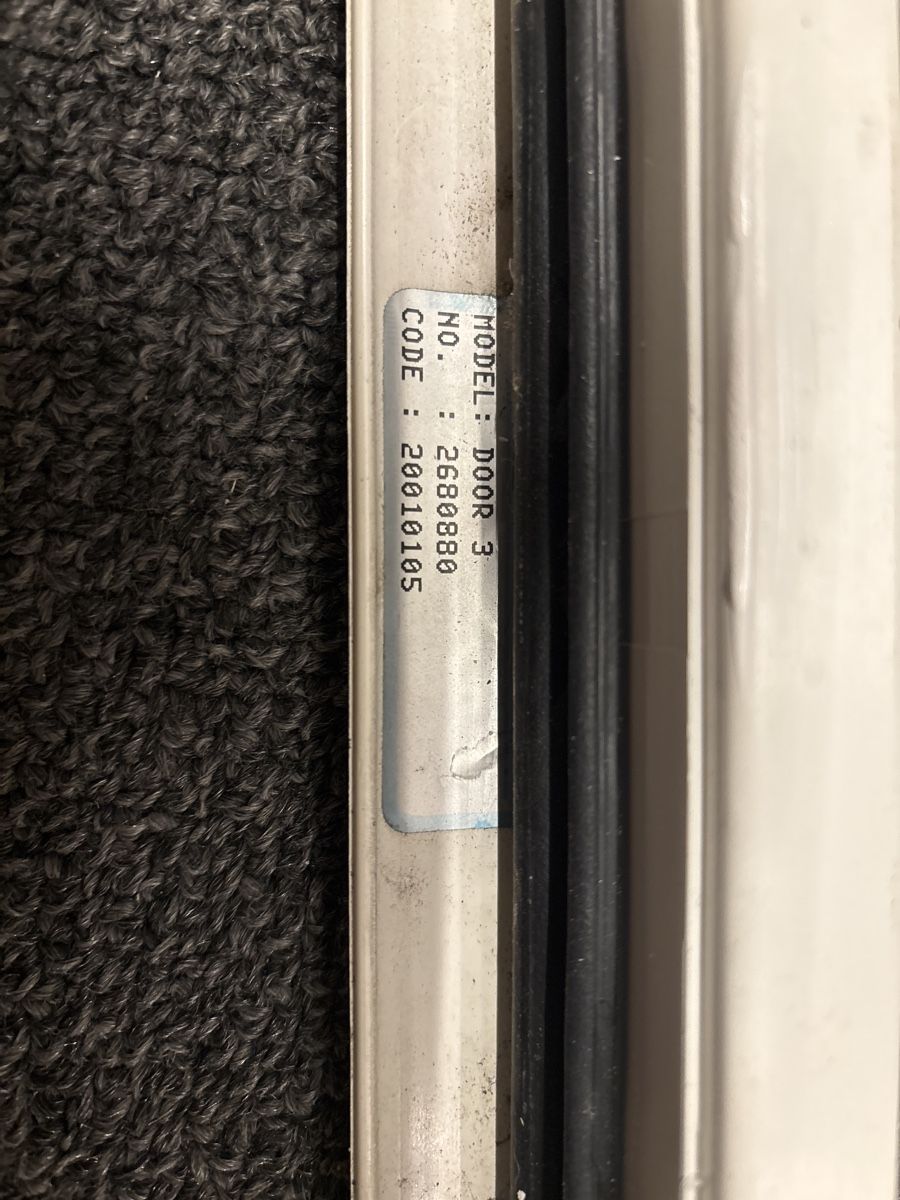 MODEL: DOOR 3
NO. : 2680880
CODE : 20010105